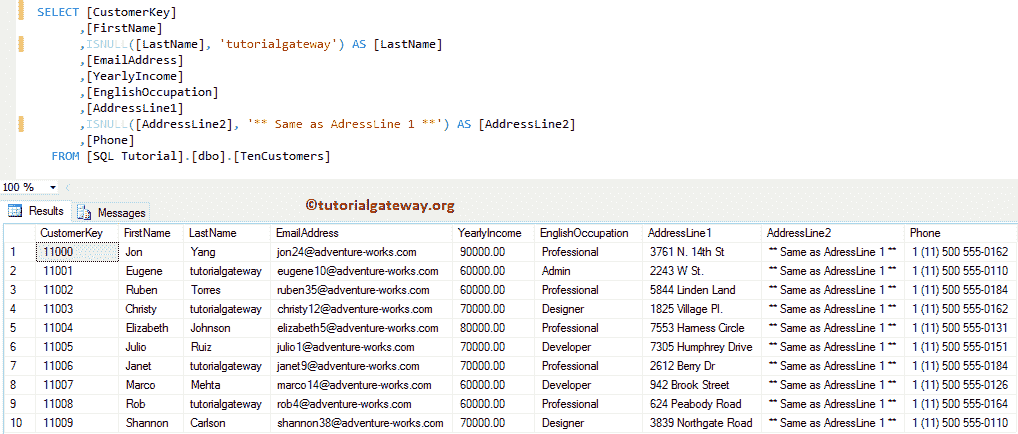 SELECT [CustomerKey]
,[FirstName]
,ISNULL([LastName], 'tutorialgateway') AS [LastName]
,[EmailAddress]
,[YearlyIncome]
,[EnglishOccupation]
,[AddressLine1]
,ISNULL([AddressLine2], '** Same as AdressLine 1 **') AS [AddressLine2]
,[Phone]
FROM [SQL Tutorial].[dbo].[TenCustomers]
100 %
Results Messages
©tutorialgateway.org
CustomerKey FirstName LastName EmailAddress YearlyIncome EnglishOccupation AddressLine1 AddressLine2 Phone
1 11000 Jon Yang jon24@adventure-works.com 90000.00 Professional 3761 N. 14th St ** Same as AdressLine 1 ** 1 (11) 500 555-0162
2 11001 Eugene tutorialgateway eugene10@adventure-works.com 60000.00 Admin 2243 W St. ** Same as AdressLine 1 ** 1 (11) 500 555-0110
3 11002 Ruben Torres ruben35@adventure-works.com 60000.00 Professional 5844 Linden Land ** Same as AdressLine 1 ** 1 (11) 500 555-0184
4 11003 Christy tutorialgateway christy12@adventure-works.com 70000.00 Designer 1825 Village Pl. ** Same as AdressLine 1 ** 1 (11) 500 555-0162
5 11004 Elizabeth Johnson elizabeth5@adventure-works.com 80000.00 Professional 7553 Harness Circle ** Same as AdressLine 1 ** 1 (11) 500 555-0131
6 11005 Julio Ruiz julio1@adventure-works.com 70000.00 Developer 7305 Humphrey Drive ** Same as AdressLine 1 ** 1 (11) 500 555-0151
7 11006 Janet tutorialgateway janet9@adventure-works.com 70000.00 Professional 2612 Berry Dr ** Same as AdressLine 1 ** 1 (11) 500 555-0184
8 11007 Marco Mehta marco14@adventure-works.com 60000.00 Developer 942 Brook Street ** Same as AdressLine 1 ** 1 (11) 500 555-0126
9 11008 Rob tutorialgateway rob4@adventure-works.com 60000.00 Professional 624 Peabody Road ** Same as AdressLine 1 ** 1 (11) 500 555-0164
10 11009 Shannon Carlson shannon38@adventure-works.com 70000.00 Designer 3839 Northgate Road ** Same as AdressLine 1 ** 1 (11) 500 555-0110